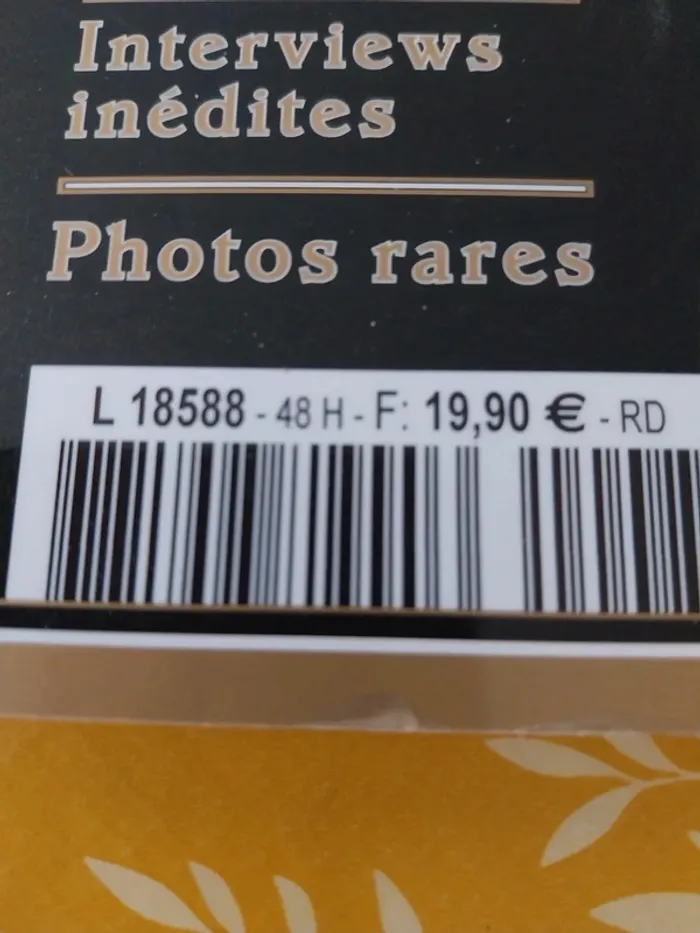 Interviews
inédites
Photos rares
L 18588 - 48 H - F: 19,90 € - RD